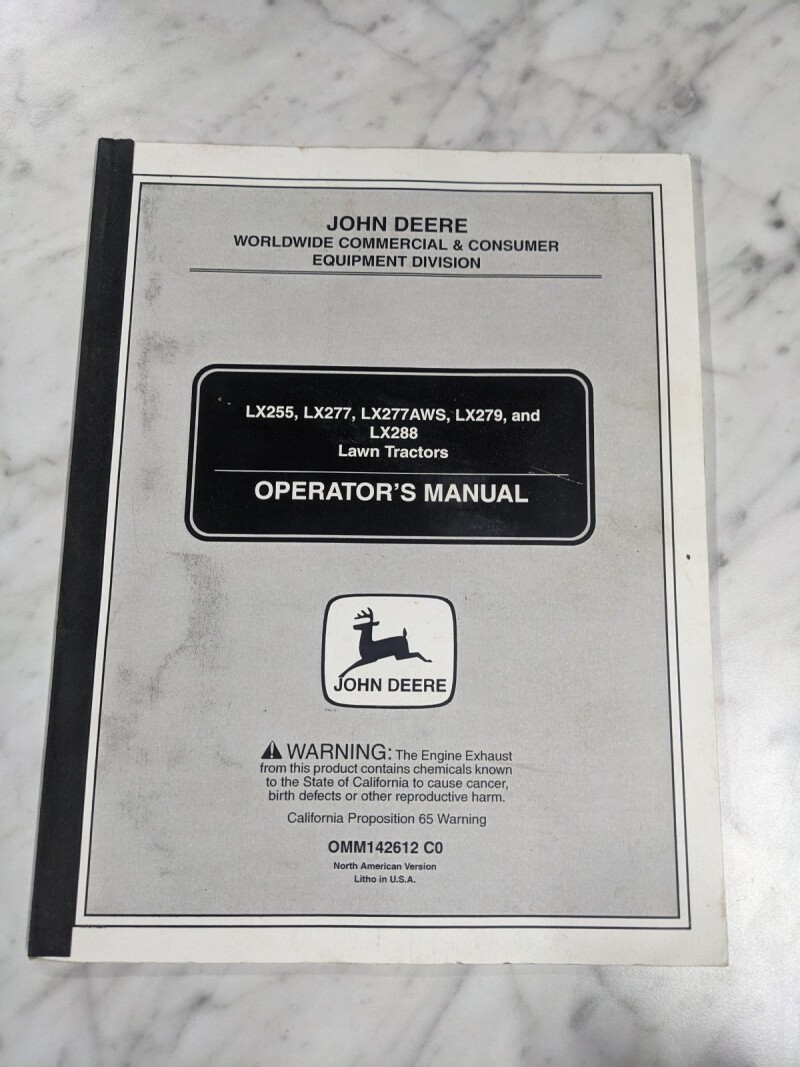 JOHN DEERE
WORLDWIDE COMMERCIAL & CONSUMER
EQUIPMENT DIVISION
LX255, LX277, LX277AWS, LX279, and
LX288
Lawn Tractors
OPERATOR'S MANUAL
JOHN DEERE
WARNING: The Engine Exhaust
from this product contains chemicals known
to the State of California to cause cancer,
birth defects or other reproductive harm.
California Proposition 65 Warning
OMM142612 C0
North American Version
Litho in U.S.A.